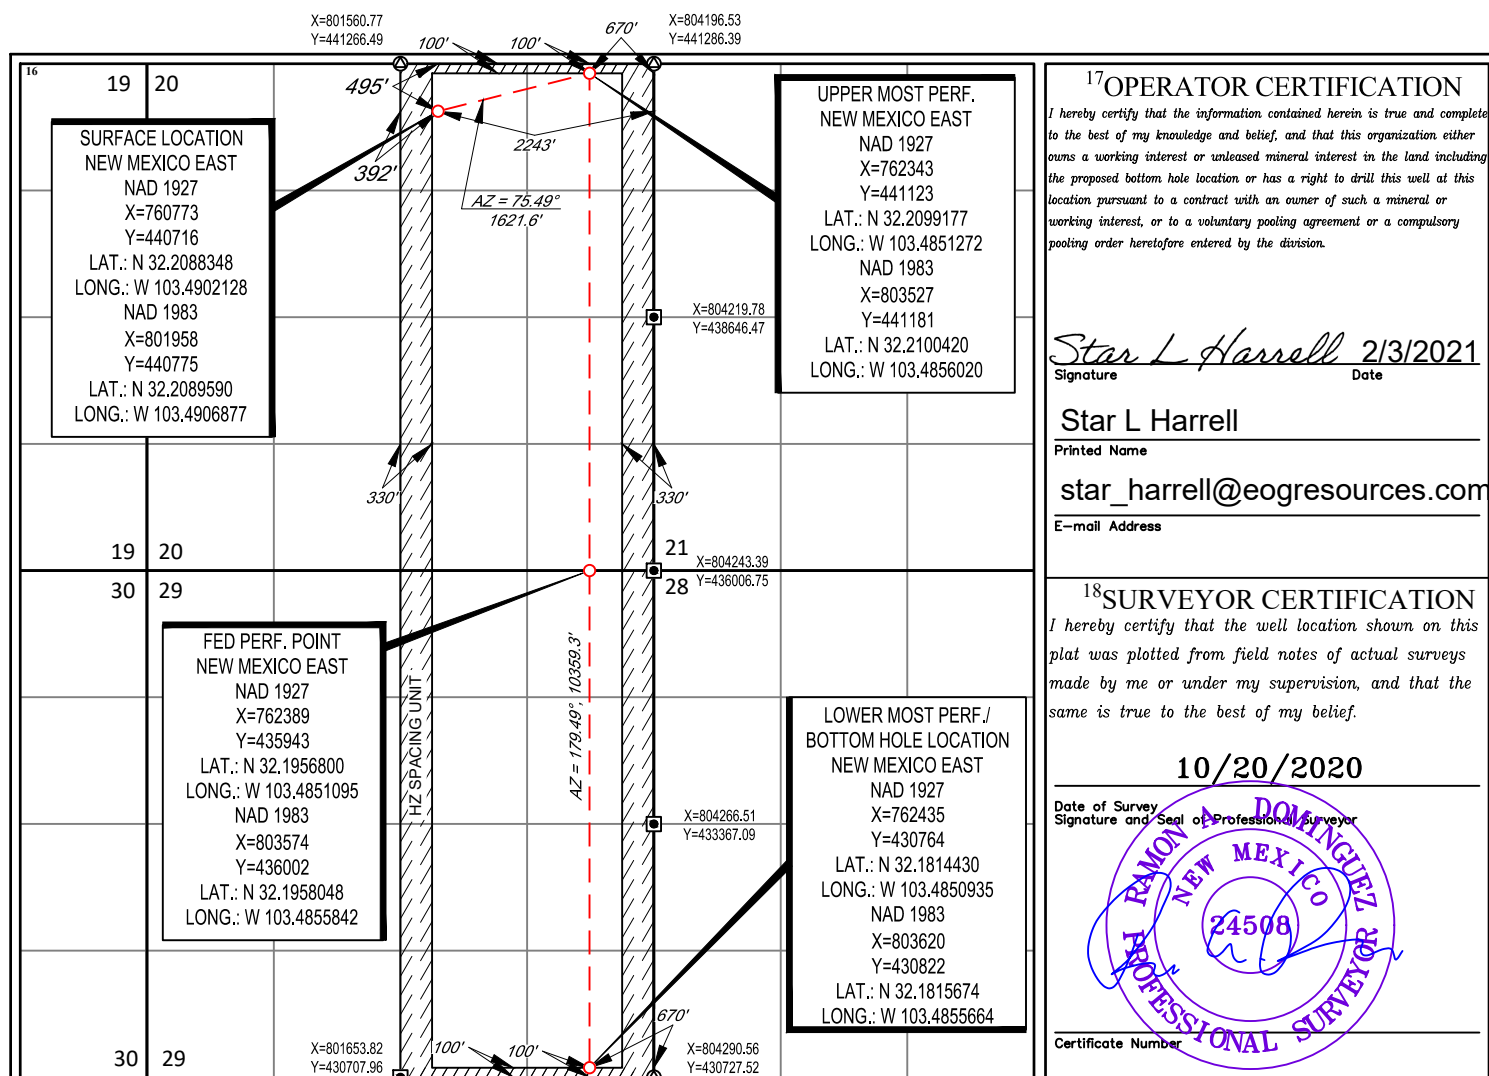 X=801560.77
Y=441266.49
100'
100'
670'
X=804196.53
Y=441286.39
16
19 20
495'
SURFACE LOCATION
NEW MEXICO EAST
NAD 1927
X=760773
Y=440716
LAT.: N 32.2088348
LONG.: W 103.4902128
NAD 1983
X=801958
Y=440775
LAT.: N 32.2089590
LONG.: W 103.4906877
392'
2243'
AZ = 75.49°
1621.6'
UPPER MOST PERF.
NEW MEXICO EAST
NAD 1927
X=762343
Y=441123
LAT.: N 32.2099177
LONG.: W 103.4851272
NAD 1983
X=803527
Y=441181
LAT.: N 32.2100420
LONG.: W 103.4856020
X=804219.78
Y=438646.47
330'
330'
19 20
30 29
21
28
X=804243.39
Y=436006.75
FED PERF. POINT
NEW MEXICO EAST
NAD 1927
X=762389
Y=435943
LAT.: N 32.1956800
LONG.: W 103.4851095
NAD 1983
X=803574
Y=436002
LAT.: N 32.1958048
LONG.: W 103.4855842
HZ SPACING UNIT
AZ = 179.49°, 10359.3'
X=804266.51
Y=433367.09
LOWER MOST PERF./
BOTTOM HOLE LOCATION
NEW MEXICO EAST
NAD 1927
X=762435
Y=430764
LAT.: N 32.1814430
LONG.: W 103.4850935
NAD 1983
X=803620
Y=430822
LAT.: N 32.1815674
LONG.: W 103.4855664
30 29
X=801653.82
Y=430707.96
100'
100'
670'
X=804290.56
Y=430727.52
17OPERATOR CERTIFICATION
I hereby certify that the information contained herein is true and complete
to the best of my knowledge and belief, and that this organization either
owns a working interest or unleased mineral interest in the land including
the proposed bottom hole location or has a right to drill this well at this
location pursuant to a contract with an owner of such a mineral or
working interest, or to a voluntary pooling agreement or a compulsory
pooling order heretofore entered by the division.
Star L Harrell 2/3/2021
Signature Date
Star L Harrell
Printed Name
star_harrell@eogresources.com
E-mail Address
18SURVEYOR CERTIFICATION
I hereby certify that the well location shown on this
plat was plotted from field notes of actual surveys
made by me or under my supervision, and that the
same is true to the best of my belief.
10/20/2020
Date of Survey
Signature and Seal of Professional Surveyor
RAMON A. DOMINGUEZ
NEW MEXICO
24508
PROFESSIONAL SURVEYOR
Certificate Number